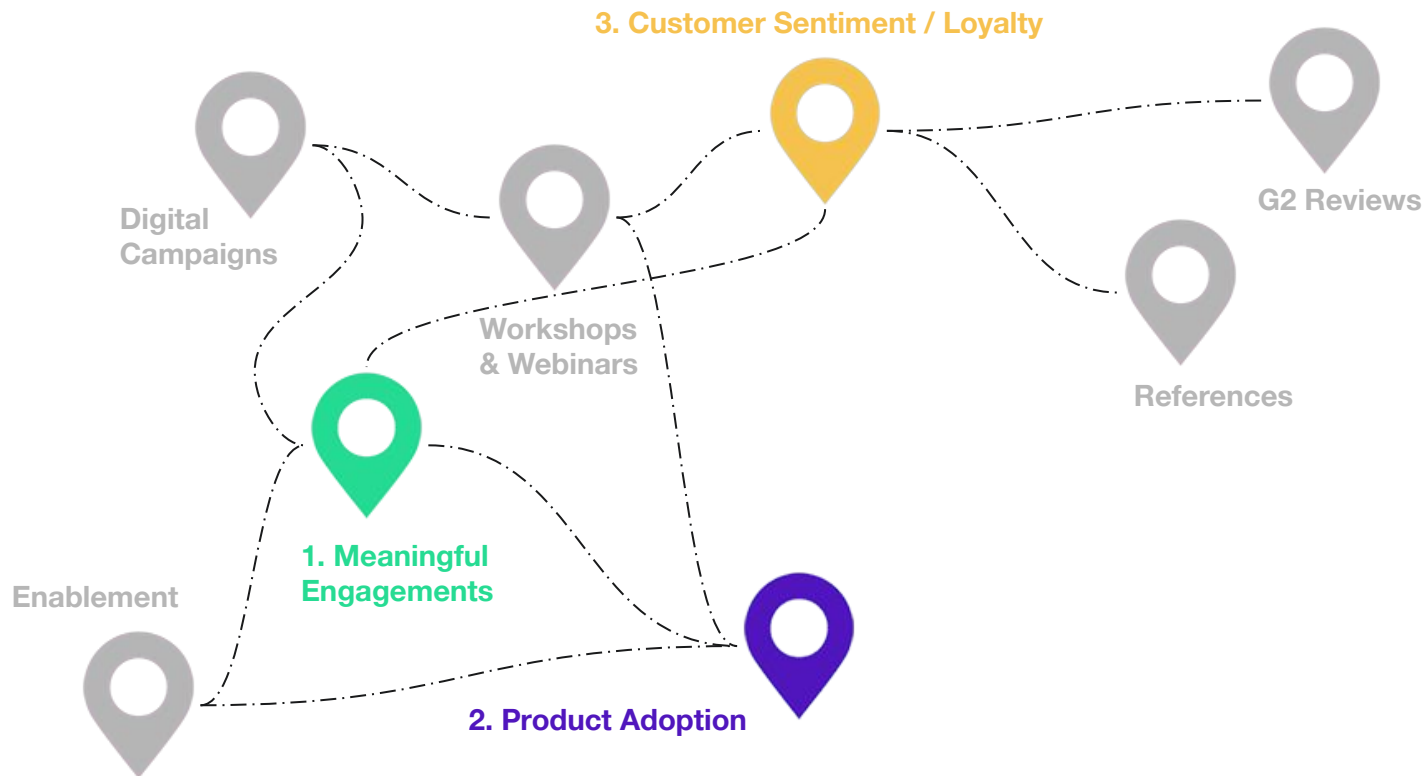 3. Customer Sentiment / Loyalty
G2 Reviews
Digital
Campaigns
Workshops
& Webinars
References
1. Meaningful
Engagements
Enablement
2. Product Adoption